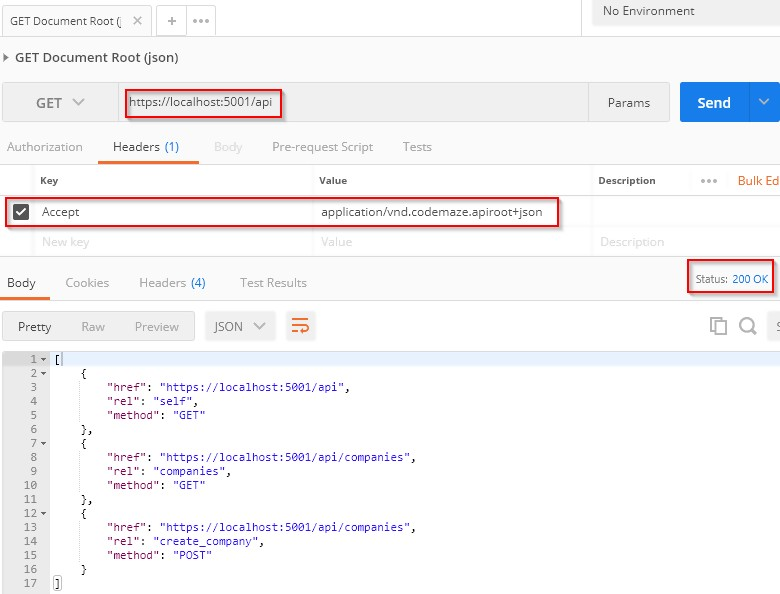 GET Document Root (j
No Environment
GET Document Root (json)
GET https://localhost:5001/api Params Send
Authorization Headers (1) Body Pre-request Script Tests
Key Value Description Bulk Ed
Accept application/vnd.codemaze.apiroot+json
New key Value Description
Body Cookies Headers (4) Test Results Status: 200 OK
Pretty Raw Preview JSON S
1 [
2 {
3 "href": "https://localhost:5001/api",
4 "rel": "self",
5 "method": "GET"
6 },
7 {
8 "href": "https://localhost:5001/api/companies",
9 "rel": "companies",
10 "method": "GET"
11 },
12 {
13 "href": "https://localhost:5001/api/companies",
14 "rel": "create_company",
15 "method": "POST"
16 }
17 ]